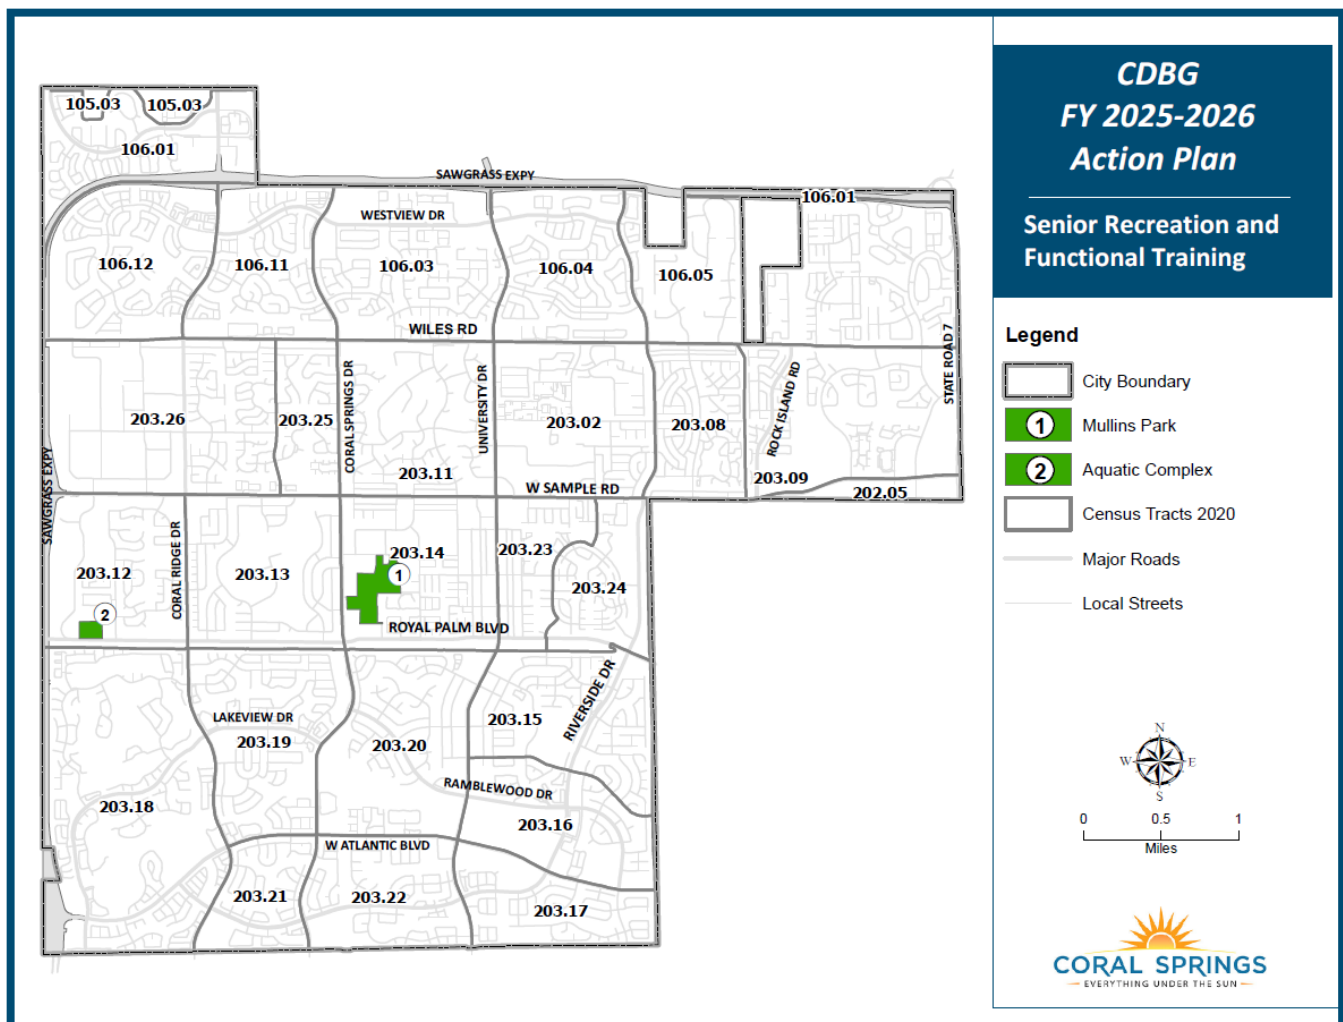 CDBG
FY 2025-2026
Action Plan
Senior Recreation and
Functional Training
Legend
City Boundary
1 Mullins Park
2 Aquatic Complex
Census Tracts 2020
Major Roads
Local Streets
N
W E
S
0 0.5 1
Miles
CORAL SPRINGS
EVERYTHING UNDER THE SUN
105.03 105.03
106.01
SAWGRASS EXPY
106.01
WESTVIEW DR
106.12
106.11
106.03
106.04
106.05
WILES RD
STATE ROAD 7
CORAL SPRINGS DR
UNIVERSITY DR
ROCK ISLAND RD
203.26
203.25
203.02
203.08
203.11
203.09
W SAMPLE RD
202.05
SAWGRASS EXPY
CORAL RIDGE DR
203.12
203.13
203.14
203.23
203.24
1
2
ROYAL PALM BLVD
RIVERSIDE DR
LAKEVIEW DR
203.19
203.20
203.15
RAMBLEWOOD DR
203.18
203.16
W ATLANTIC BLVD
203.21
203.22
203.17